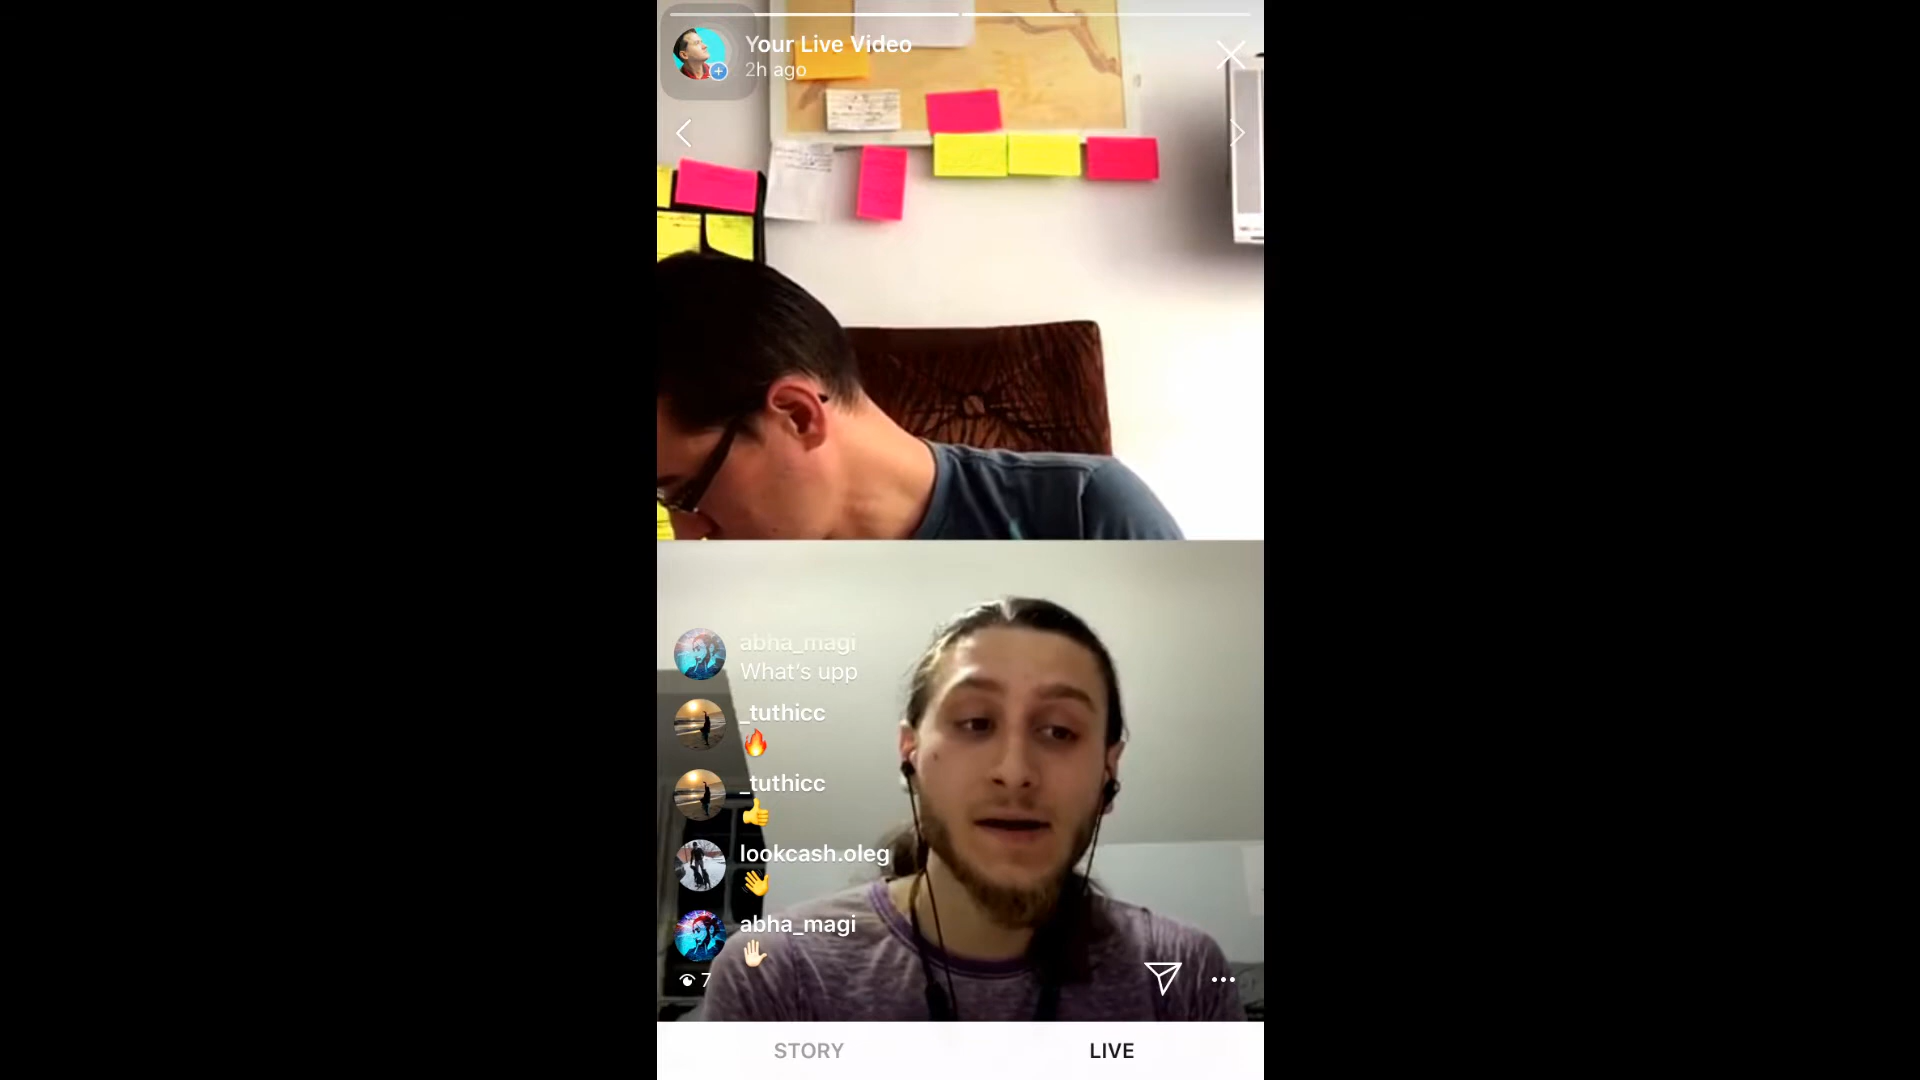 Your Live Video
2h ago
abha_magi
What's upp
_tuthicc
🔥
_tuthicc
👍
lookcash.oleg
👋
abha_magi
🖐🏻
7
STORY
LIVE